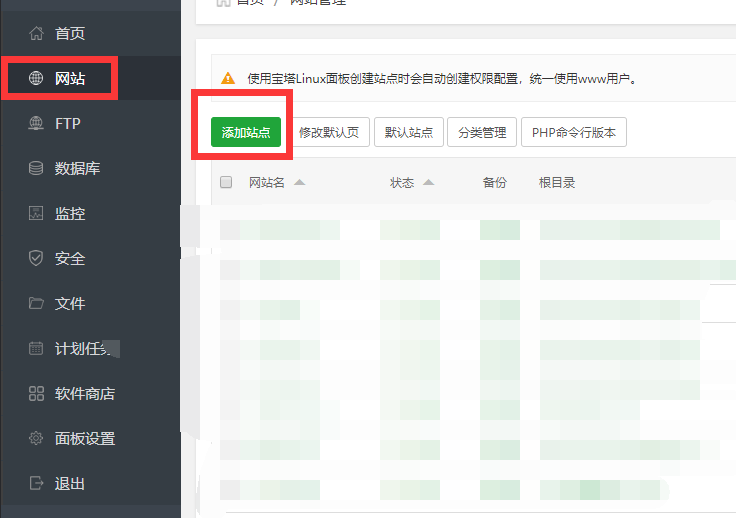 首页 / 网站管理
首页
网站
FTP
数据库
监控
安全
文件
计划任务
软件商店
面板设置
退出
使用宝塔Linux面板创建站点时会自动创建权限配置，统一使用www用户。
添加站点
修改默认页
默认站点
分类管理
PHP命令行版本
网站名
状态
备份
根目录